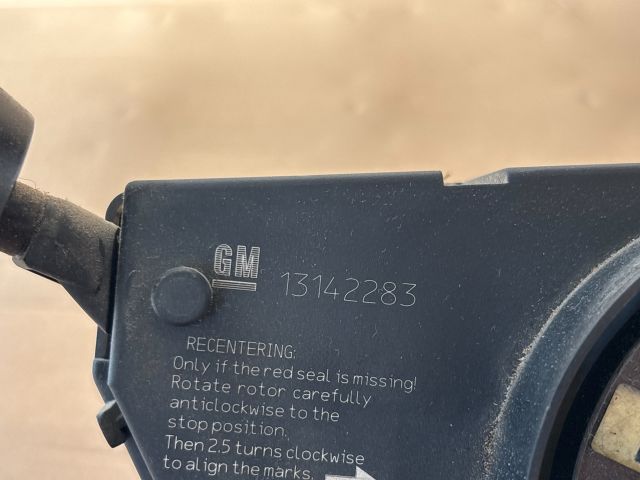 GM 13142283
RECENTERING:
Only if the red seal is missing!
Rotate rotor carefully
anticlockwise to the
stop position.
Then 2.5 turns clockwise
to align the marks.